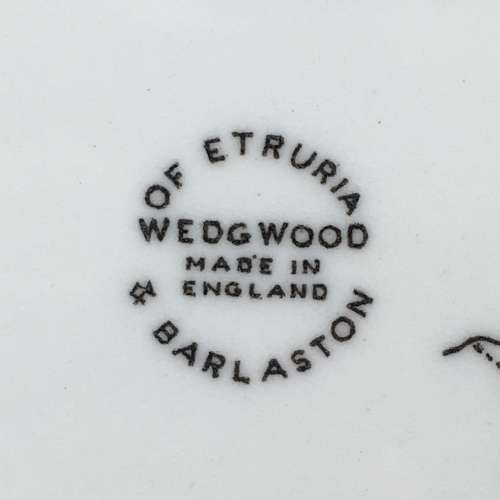 OF ETRURIA
WEDGWOOD
MADE IN
ENGLAND
& BARLASTON